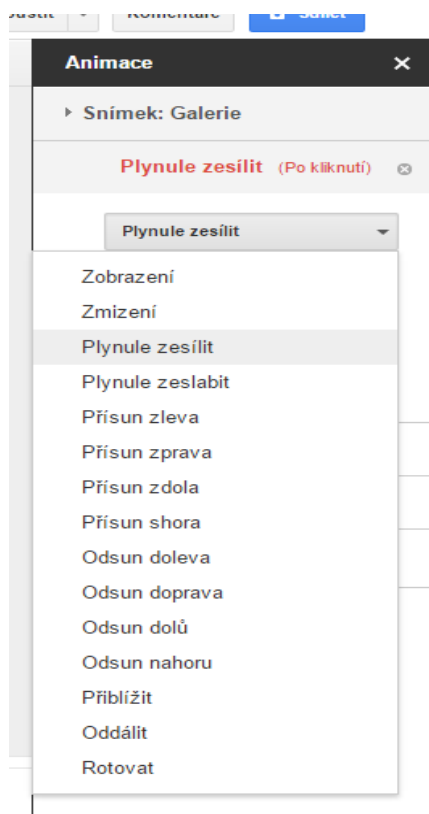 Komentáře
Sdílet
Animace
Snímek: Galerie
Plynule zesílit (Po kliknutí)
Plynule zesílit
Zobrazení
Zmizení
Plynule zesílit
Plynule zeslabit
Přísun zleva
Přísun zprava
Přísun zdola
Přísun shora
Odsun doleva
Odsun doprava
Odsun dolů
Odsun nahoru
Přiblížit
Oddálit
Rotovat